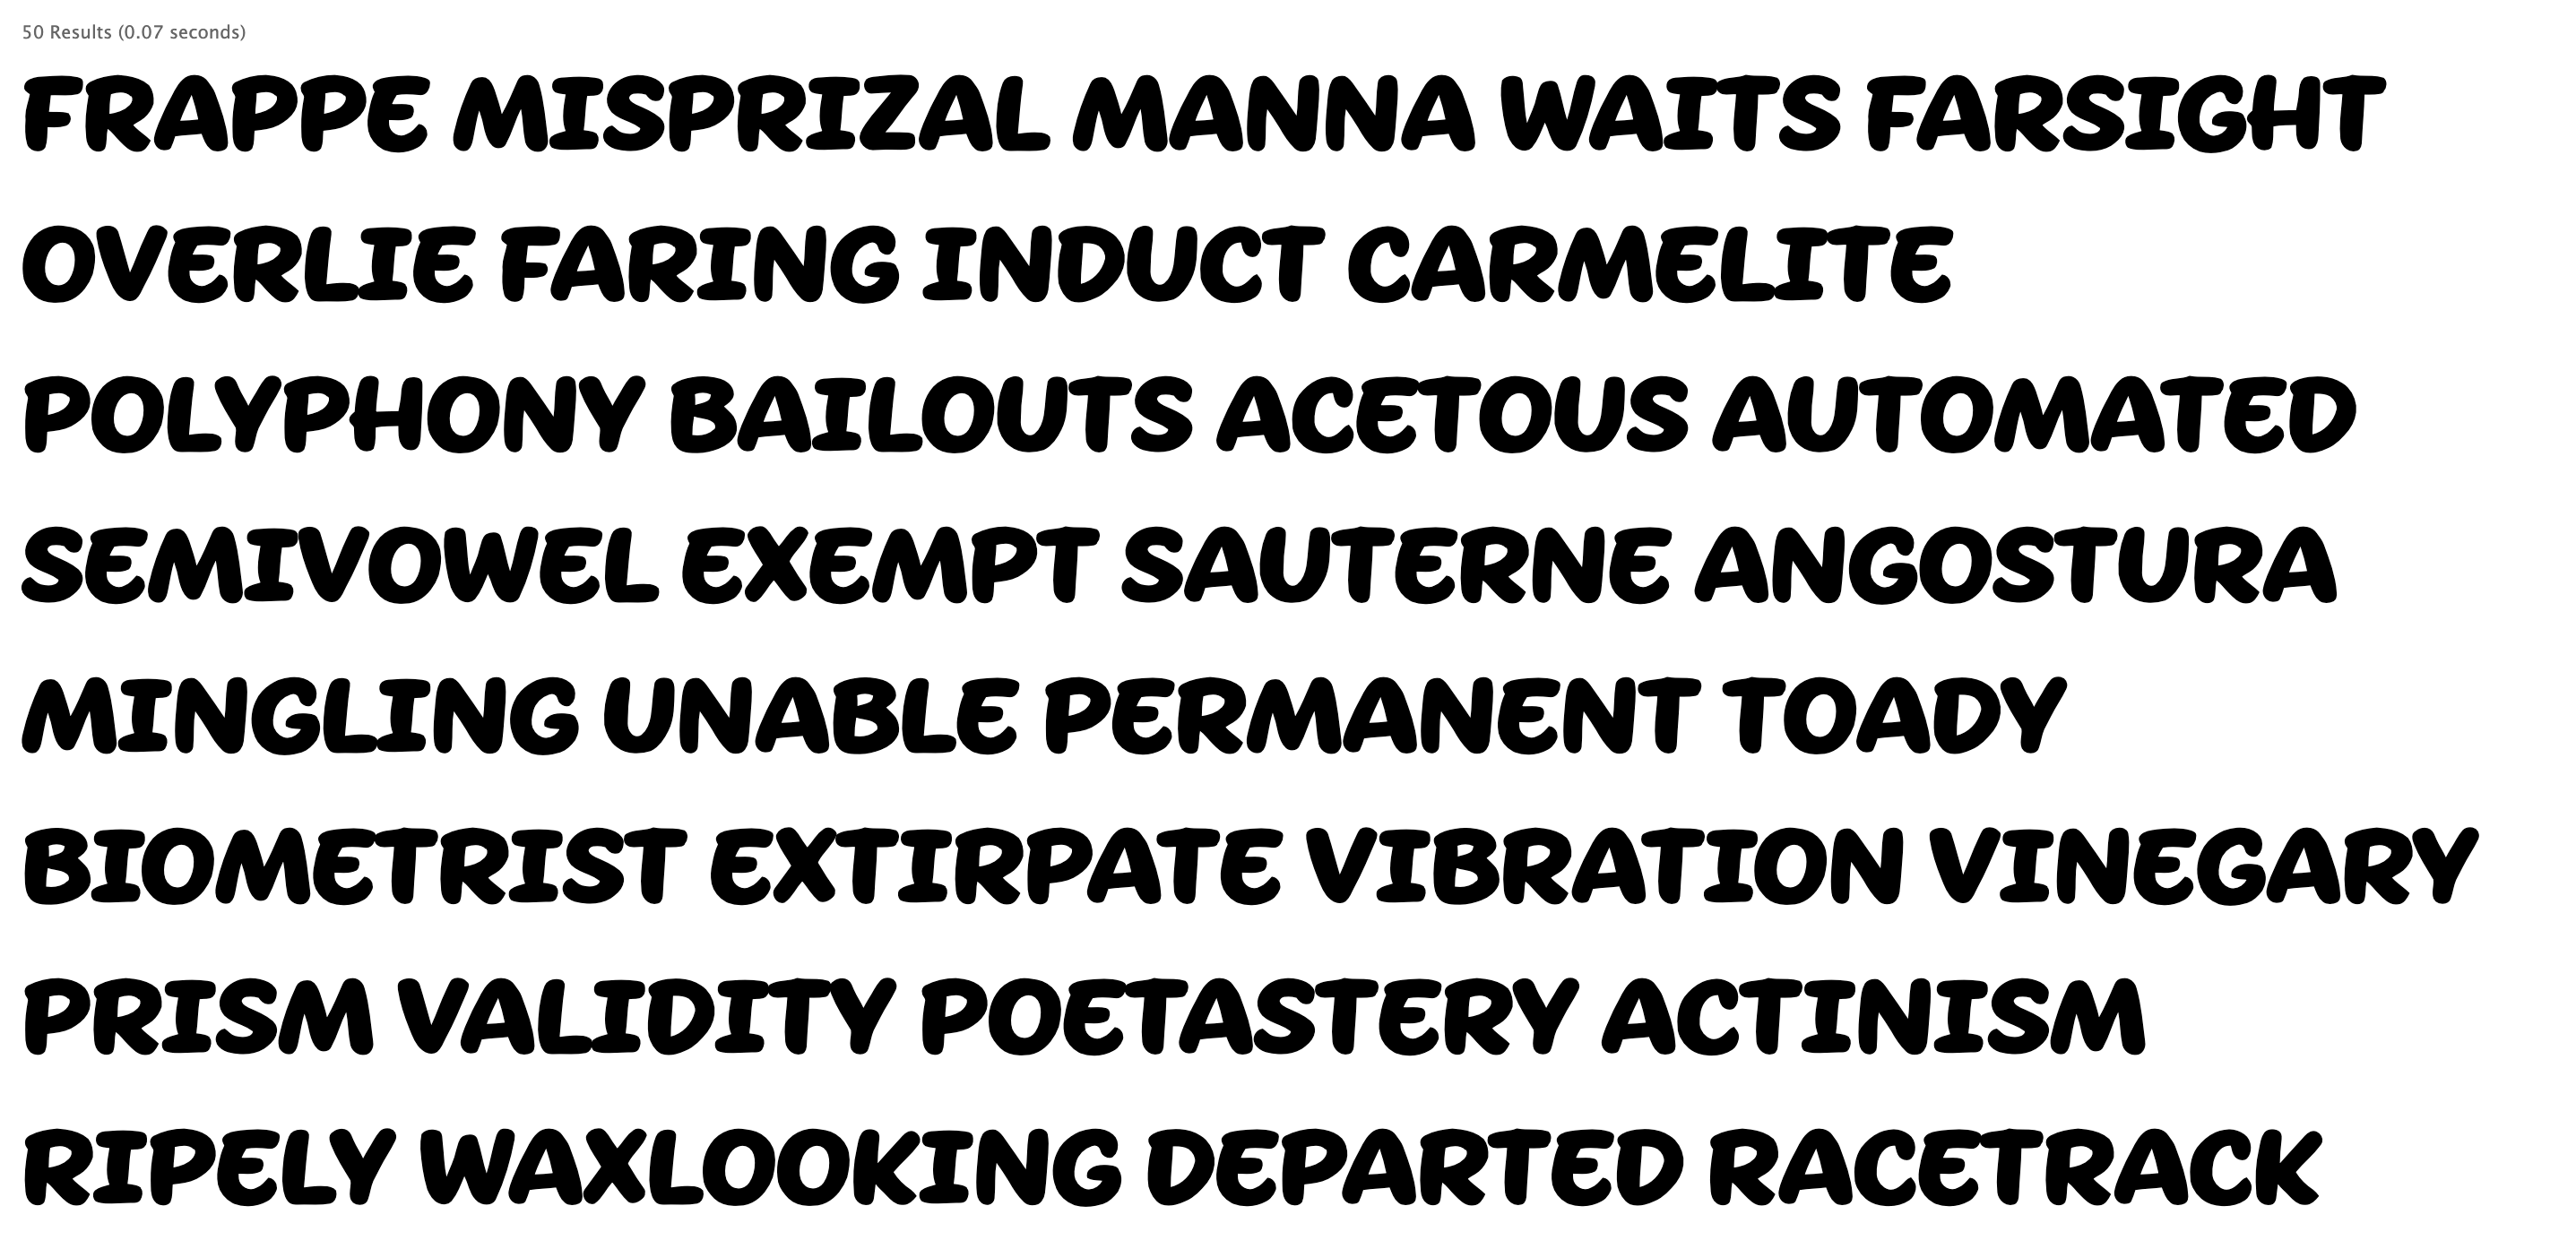 50 Results (0.07 seconds)
FRAPPE MISPRIZAL MANNA WAITS FARSIGHT
OVERLIE FARING INDUCT CARMELITE
POLYPHONY BAILOUTS ACETOUS AUTOMATED
SEMIVOWEL EXEMPT SAUTERNE ANGOSTURA
MINGLING UNABLE PERMANENT TOADY
BIOMETRIST EXTIRPATE VIBRATION VINEGARY
PRISM VALIDITY POETASTERY ACTINISM
RIPELY WAXLOOKING DEPARTED RACETRACK